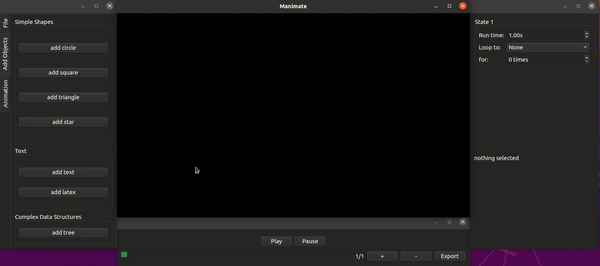 Manimate
File
Add Objects
Animation
Simple Shapes
add circle
add square
add triangle
add star
Text
add text
add latex
Complex Data Structures
add tree
State 1
Run time: 1.00s
Loop to: None
for: 0 times
nothing selected
Play Pause
1/1 + - Export